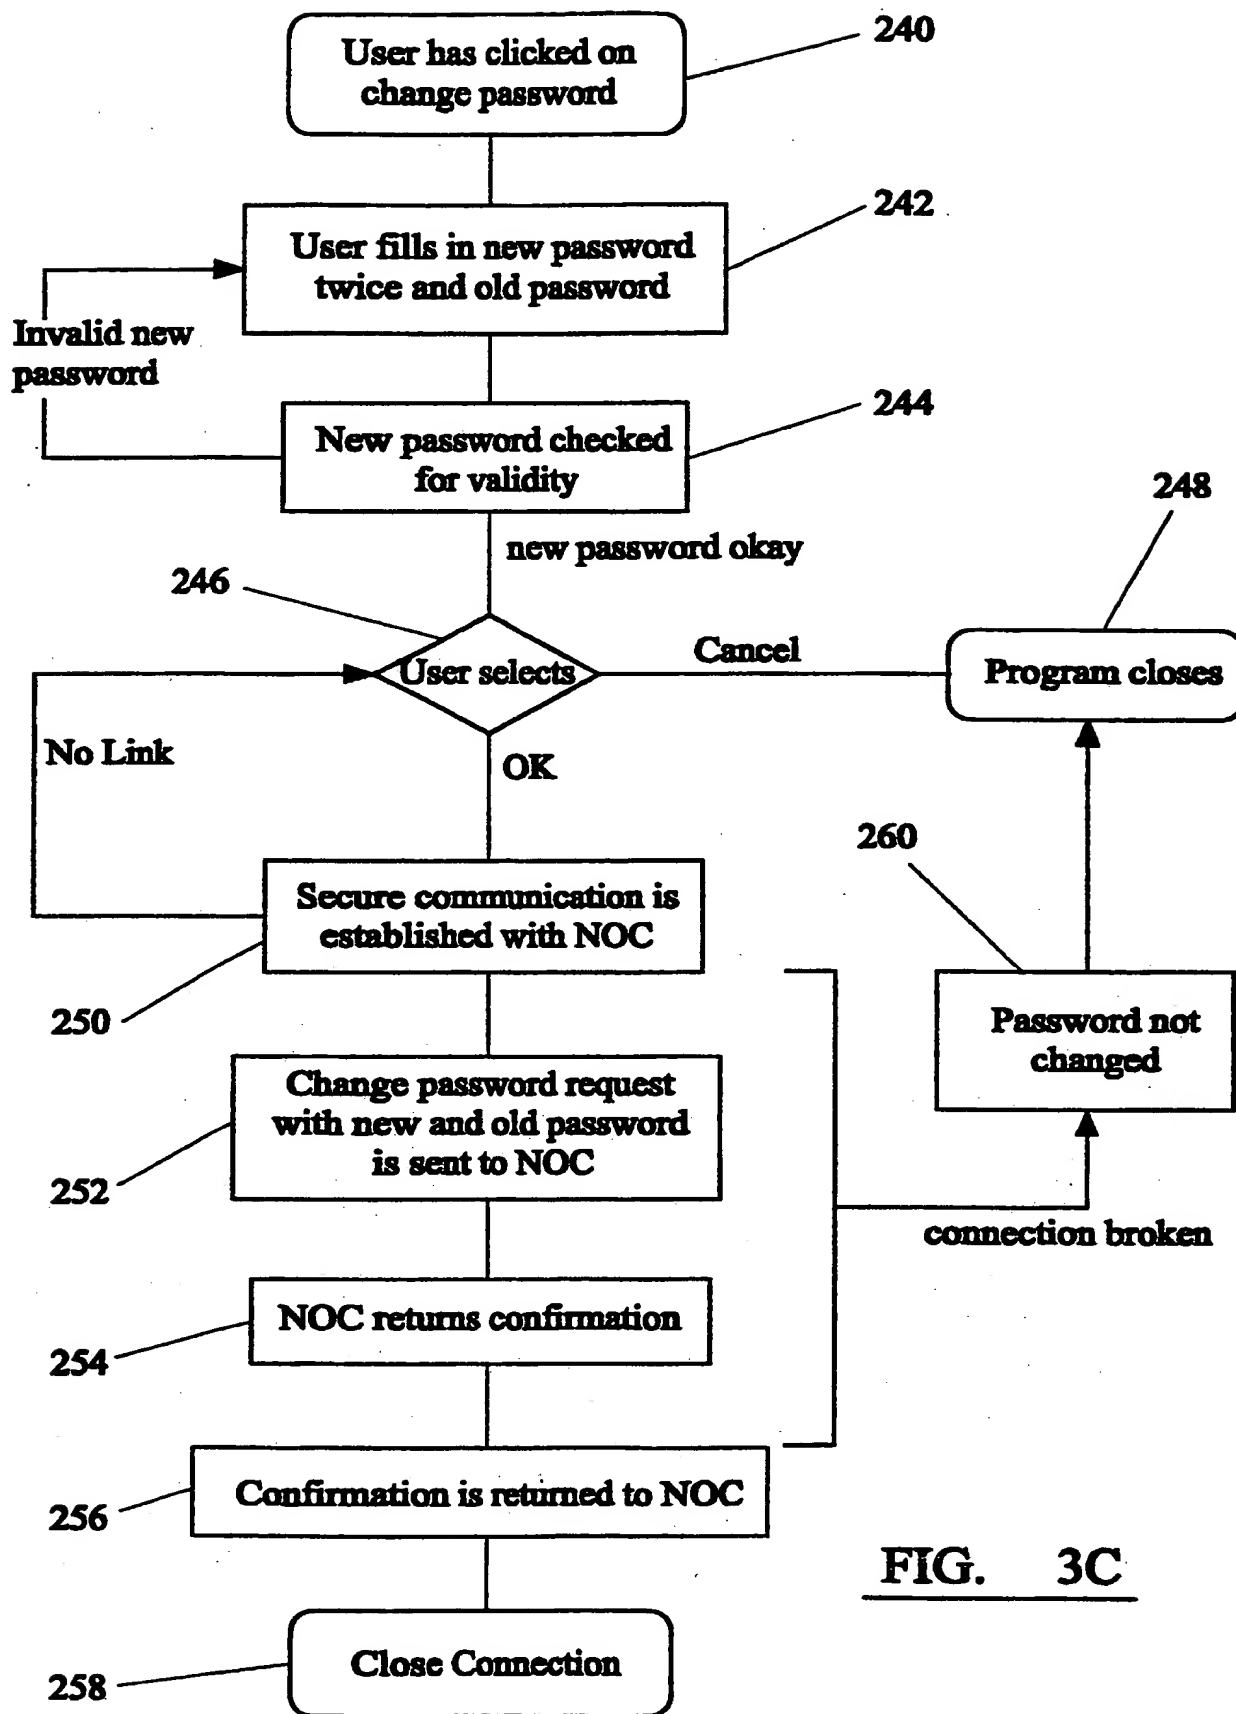 240
User has clicked on
change password
242
User fills in new password
twice and old password
Invalid new
password
244
New password checked
for validity
248
new password okay
246
User selects
Cancel
Program closes
No Link
OK
260
Secure communication is
established with NOC
250
Password not
changed
Change password request
with new and old password
is sent to NOC
252
connection broken
NOC returns confirmation
254
Confirmation is returned to NOC
256
FIG. 3C
Close Connection
258